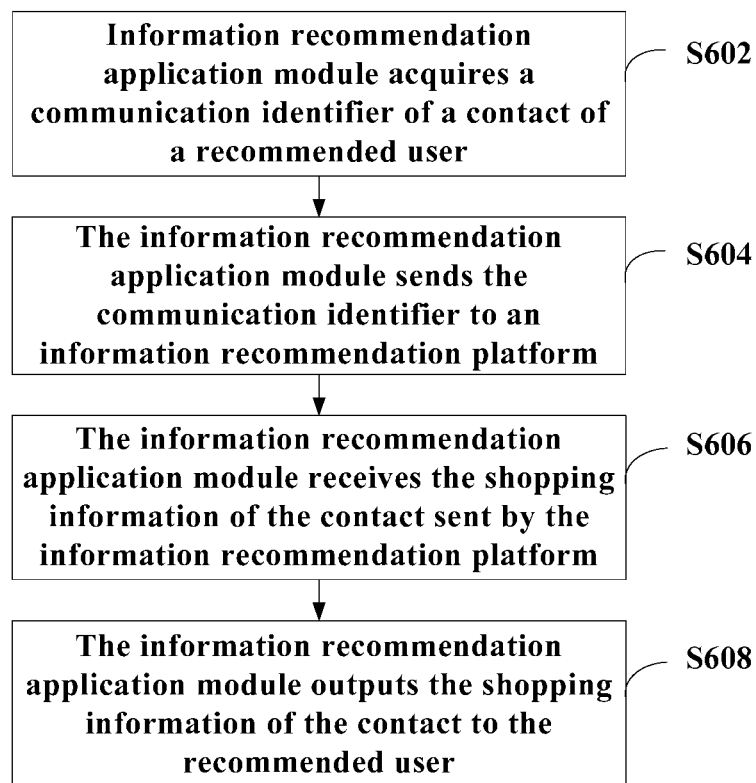 Information recommendation
application module acquires a
communication identifier of a contact of
a recommended user
S602
The information recommendation
application module sends the
communication identifier to an
information recommendation platform
S604
The information recommendation
application module receives the shopping
information of the contact sent by the
information recommendation platform
S606
The information recommendation
application module outputs the shopping
information of the contact to the
recommended user
S608